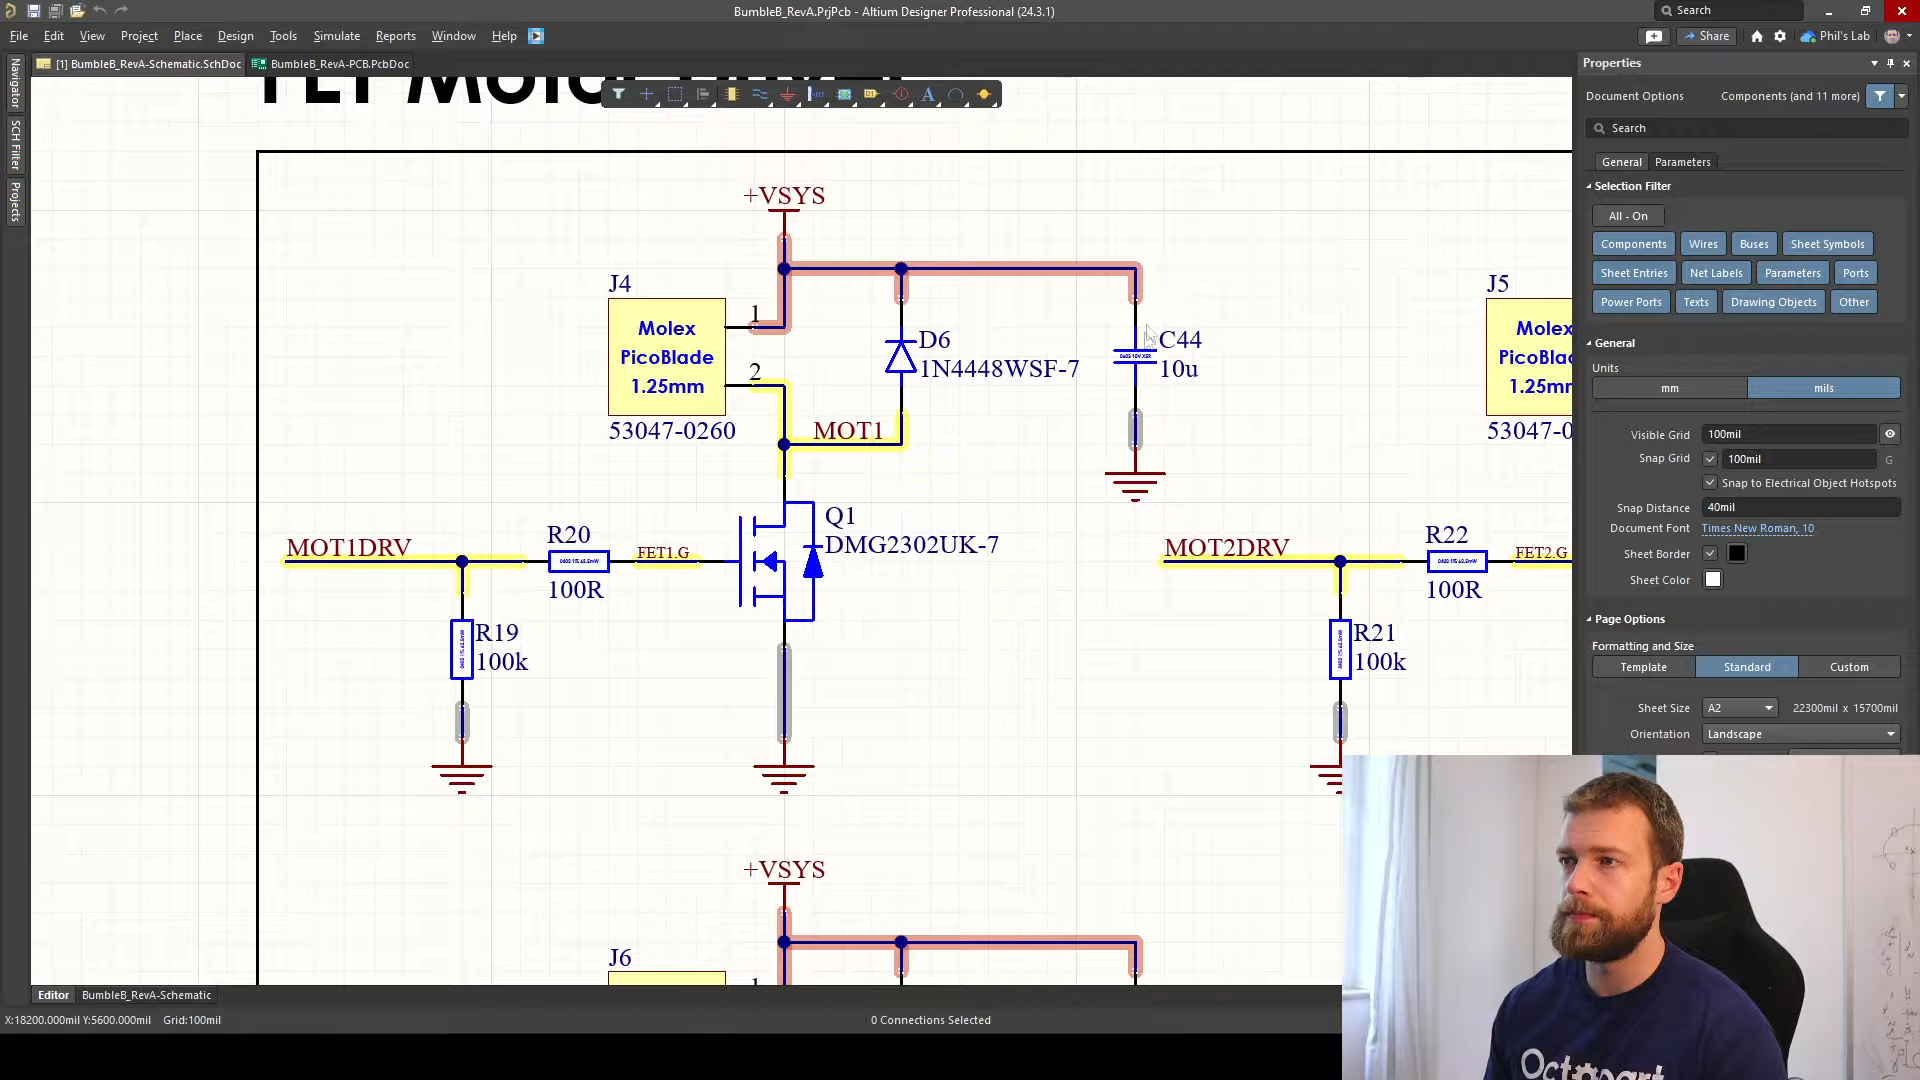 BumbleB_RevA.PrjPcb - Altium Designer Professional (24.3.1)
Search
File Edit View Project Place Design Tools Simulate Reports Window Help
Share
Phil's Lab
[1] BumbleB_RevA-Schematic.SchDoc
BumbleB_RevA-PCB.PcbDoc
Navigator
SCH Filter
Projects
+VSYS
J4
1
Molex
PicoBlade
1.25mm
2
53047-0260
D6
1N4448WSF-7
C44
10u
MOT1
MOT1DRV
R20
100R
FET1.G
Q1
DMG2302UK-7
R19
100k
J5
Molex
53047-0
MOT2DRV
R22
100R
FET2.G
R21
100k
+VSYS
J6
1
Properties
Document Options
Components (and 11 more)
Search
General
Parameters
Selection Filter
All - On
Components Wires Buses Sheet Symbols
Sheet Entries Net Labels Parameters Ports
Power Ports Texts Drawing Objects Other
General
Units
mm
mils
Visible Grid 100mil
Snap Grid 100mil G
Snap to Electrical Object Hotspots
Snap Distance 40mil
Document Font Times New Roman, 10
Sheet Border
Sheet Color
Page Options
Formatting and Size
Template Standard Custom
Sheet Size A2 22300mil x 15700mil
Orientation Landscape
Editor BumbleB_RevA-Schematic
X:18200.000mil Y:5600.000mil Grid:100mil
0 Connections Selected
Octopart